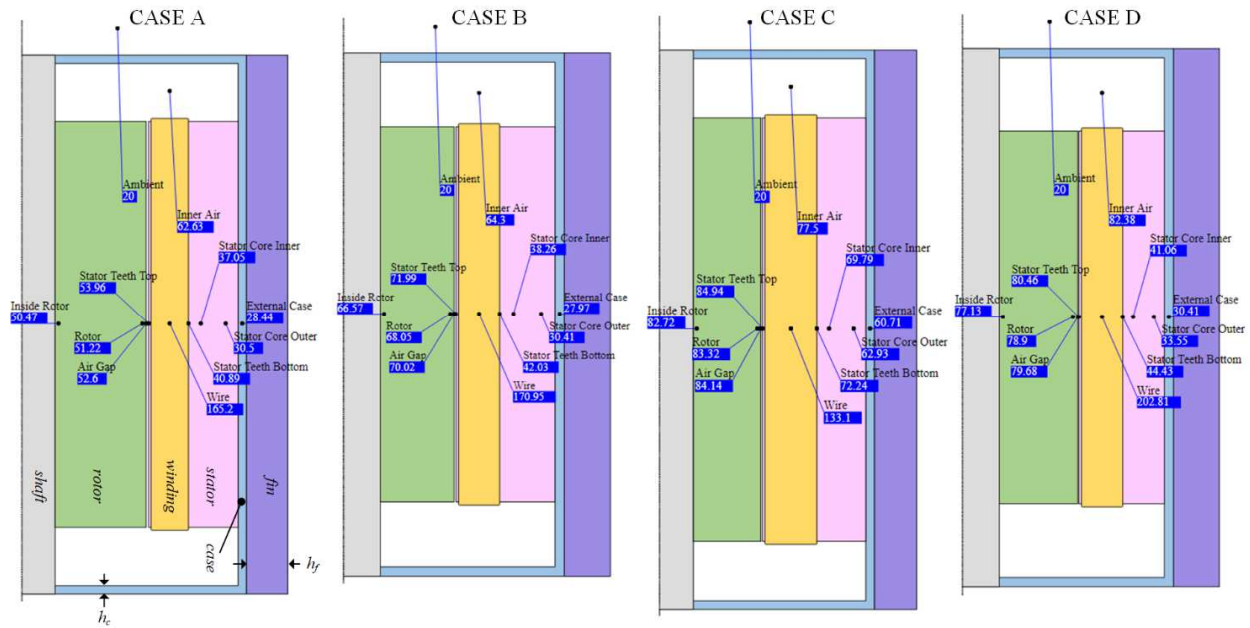 CASE A
Ambient
20
Inner Air
62.63
Stator Core Inner
37.05
Stator Teeth Top
53.96
Inside Rotor
50.47
External Case
28.44
Rotor
51.22
Stator Core Outer
30.5
Air Gap
52.6
Stator Teeth Bottom
40.89
Wire
165.2
shaft
rotor
winding
stator
fin
case
hf
hc
CASE B
Ambient
20
Inner Air
64.3
Stator Core Inner
38.26
Stator Teeth Top
71.99
Inside Rotor
66.57
External Case
27.97
Rotor
68.05
Stator Core Outer
30.41
Air Gap
70.02
Stator Teeth Bottom
42.03
Wire
170.95
CASE C
Ambient
20
Inner Air
77.5
Stator Core Inner
69.79
Stator Teeth Top
84.94
Inside Rotor
82.72
External Case
60.71
Rotor
83.32
Stator Core Outer
62.93
Air Gap
84.14
Stator Teeth Bottom
72.24
Wire
133.1
CASE D
Ambient
20
Inner Air
82.38
Stator Core Inner
41.06
Stator Teeth Top
80.46
Inside Rotor
77.13
External Case
30.41
Rotor
78.9
Stator Core Outer
33.55
Air Gap
79.68
Stator Teeth Bottom
44.43
Wire
202.81